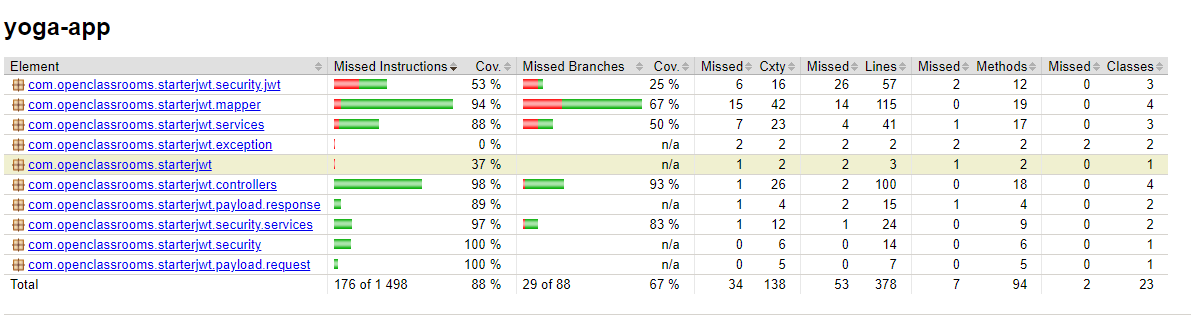 yoga-app
Element Missed Instructions Cov. Missed Branches Cov. Missed Cxty Missed Lines Missed Methods Missed Classes
com.openclassrooms.starterjwt.security.jwt 53 % 25 % 6 16 26 57 2 12 0 3
com.openclassrooms.starterjwt.mapper 94 % 67 % 15 42 14 115 0 19 0 4
com.openclassrooms.starterjwt.services 88 % 50 % 7 23 4 41 1 17 0 3
com.openclassrooms.starterjwt.exception 0 % n/a 2 2 2 2 2 2 2 2
com.openclassrooms.starterjwt 37 % n/a 1 2 2 3 1 2 0 1
com.openclassrooms.starterjwt.controllers 98 % 93 % 1 26 2 100 0 18 0 4
com.openclassrooms.starterjwt.payload.response 89 % n/a 1 4 2 15 1 4 0 2
com.openclassrooms.starterjwt.security.services 97 % 83 % 1 12 1 24 0 9 0 2
com.openclassrooms.starterjwt.security 100 % n/a 0 6 0 14 0 6 0 1
com.openclassrooms.starterjwt.payload.request 100 % n/a 0 5 0 7 0 5 0 1
Total 176 of 1 498 88 % 29 of 88 67 % 34 138 53 378 7 94 2 23